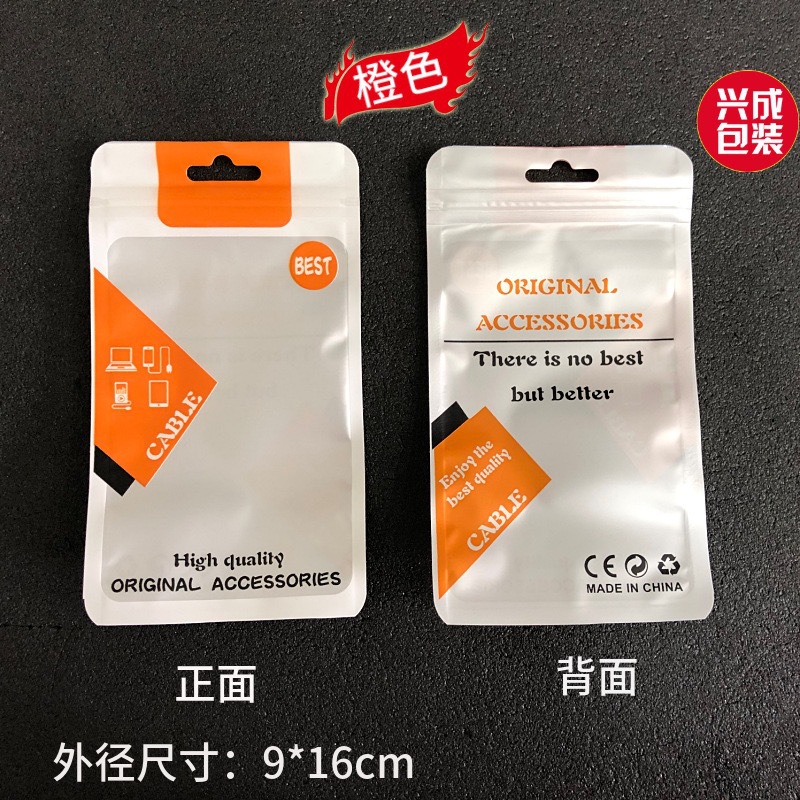 橙色
兴成
包装
BEST
CABLE
High quality
ORIGINAL ACCESSORIES
ORIGINAL
ACCESSORIES
There is no best
but better
Enjoy the
best quality
CABLE
CE
MADE IN CHINA
正面
背面
外径尺寸：9*16cm